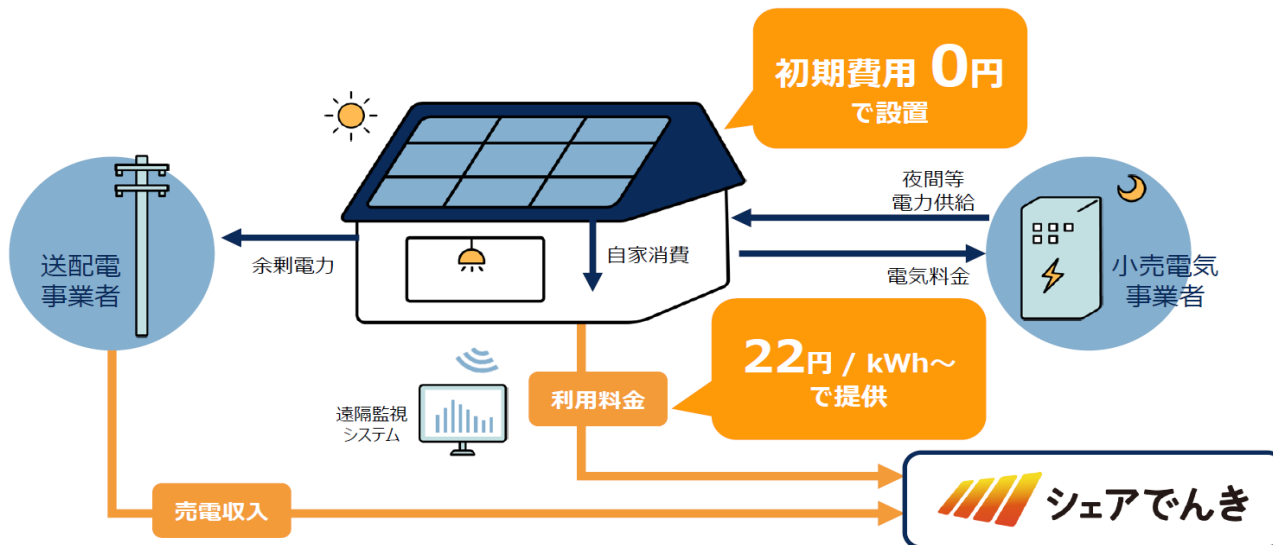 初期費用 0円
で設置
夜間等
電力供給
送配電
事業者
余剰電力
自家消費
電気料金
小売電気
事業者
22円 / kWh～
で提供
利用料金
遠隔監視
システム
売電収入
シェアでんき